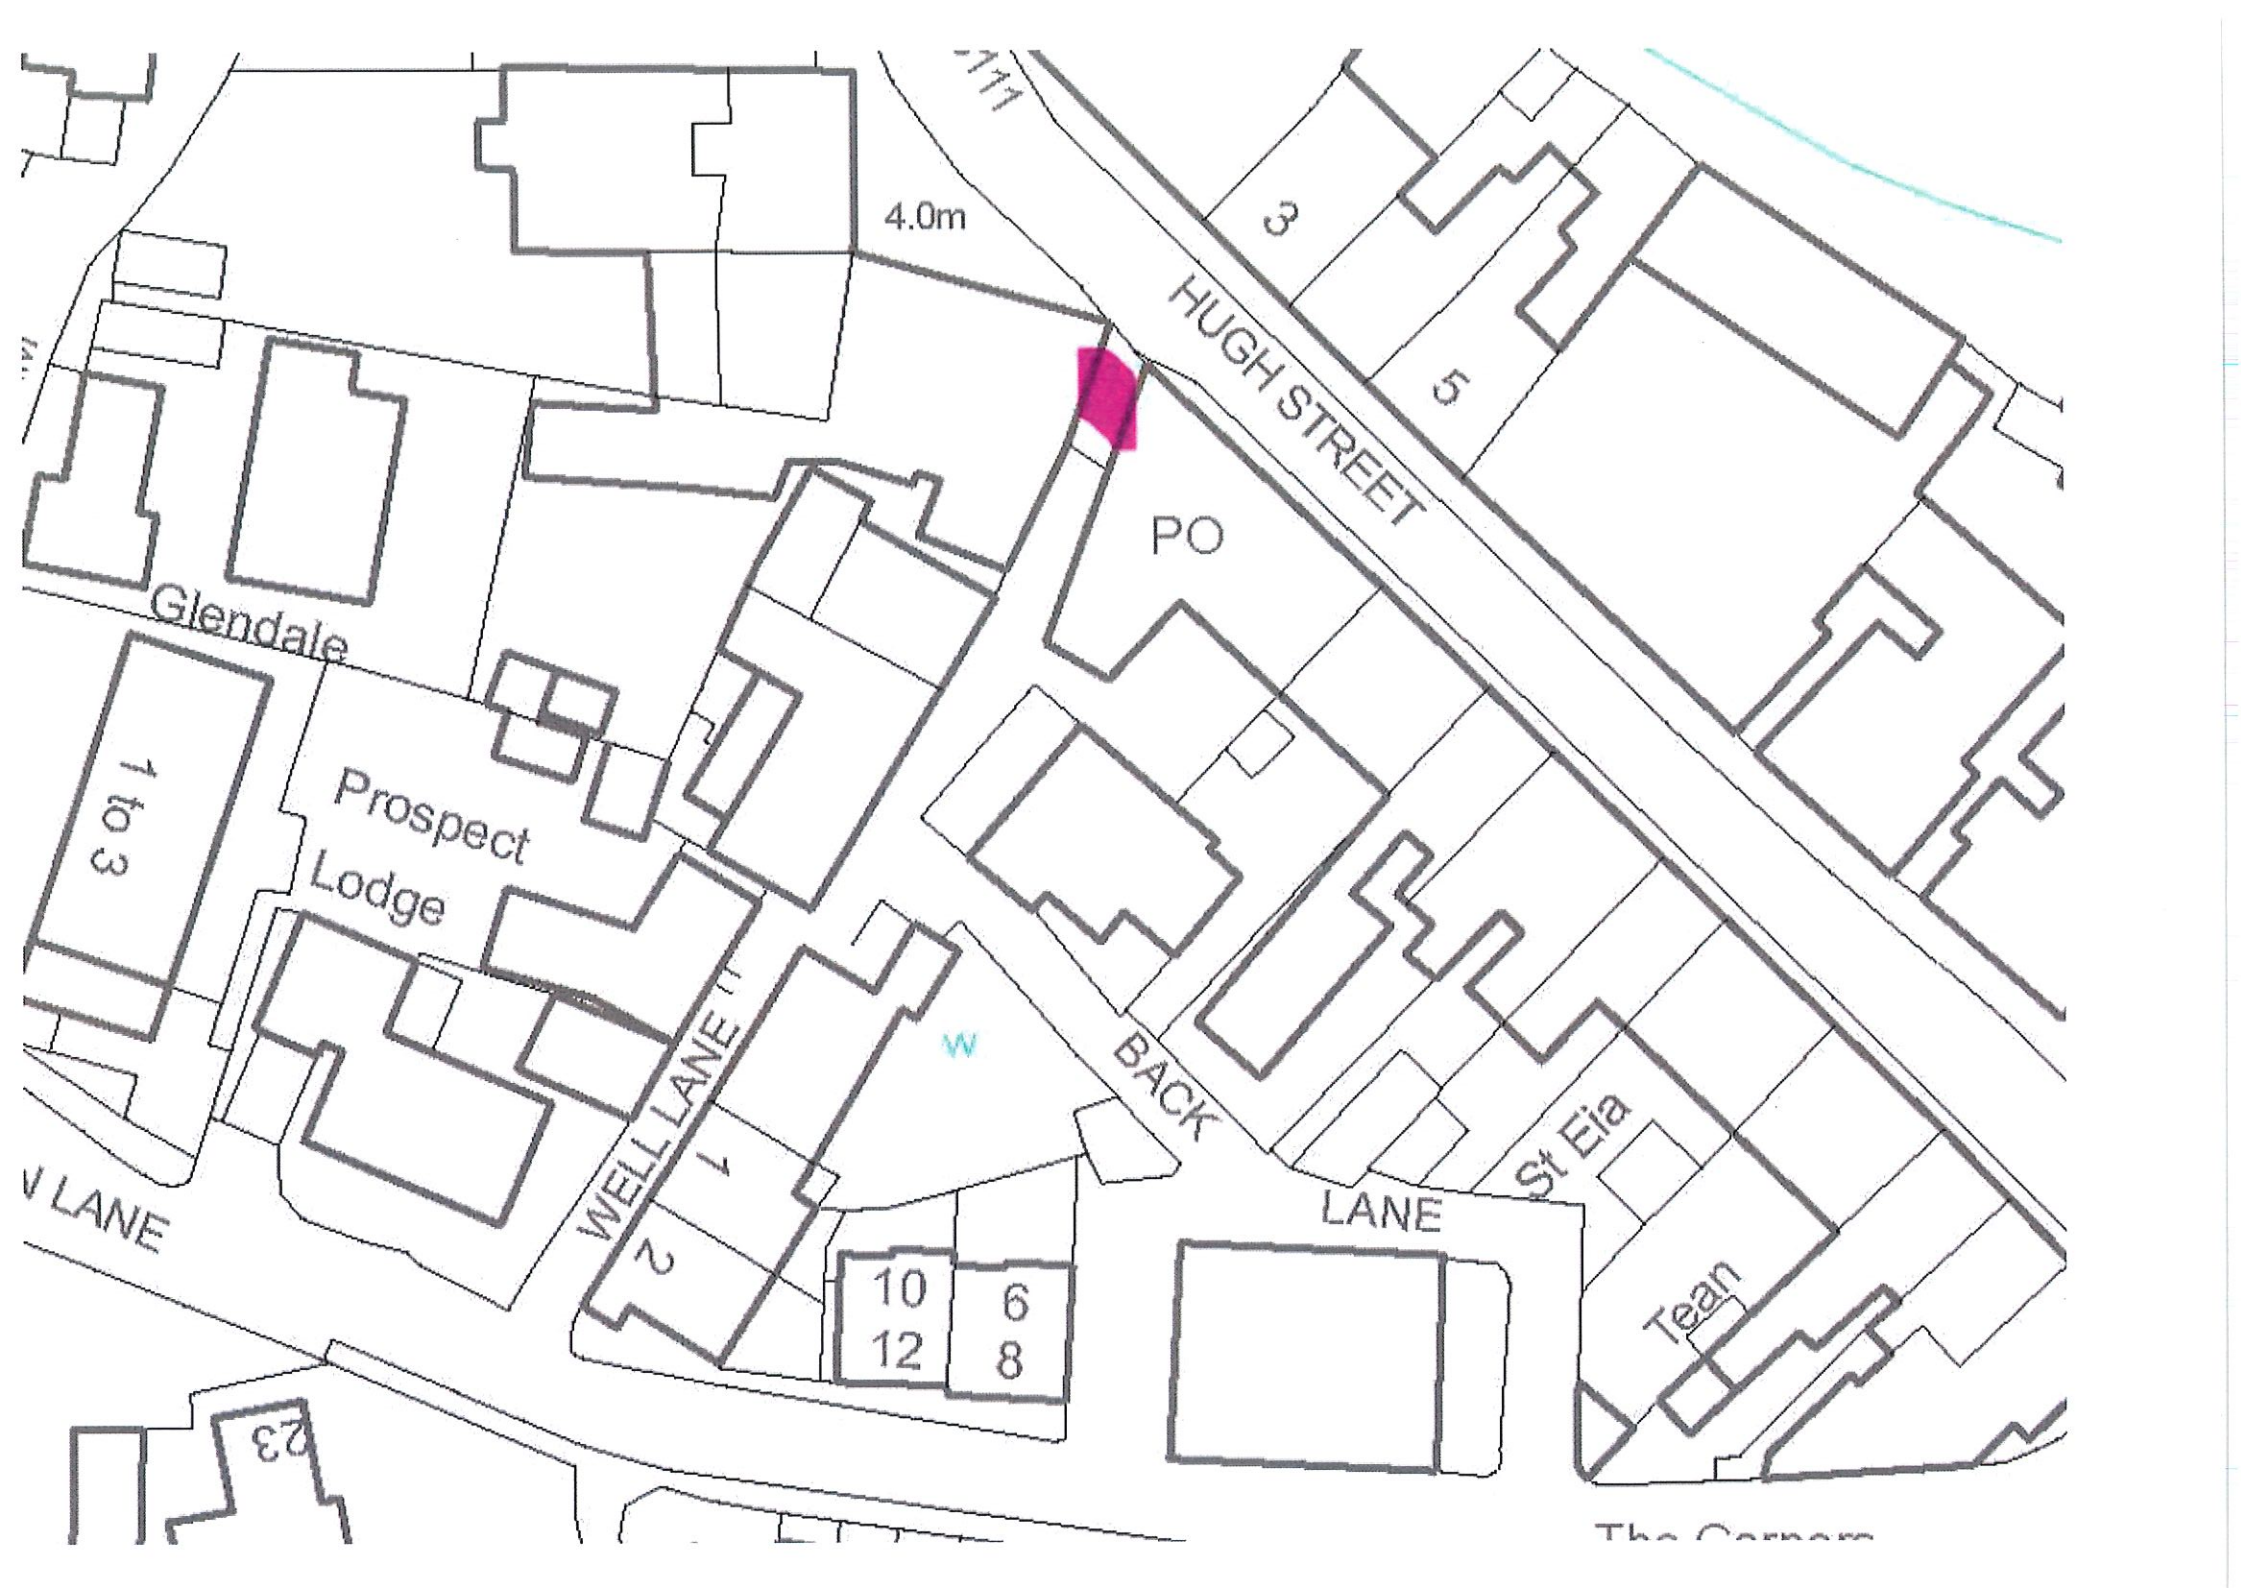 4.0m
3
HUGH STREET
5
PO
Glendale
1 to 3
Prospect
Lodge
WELL LANE
W
BACK
LANE
1
2
St Eia
Tean
LANE
10
12
6
8
23